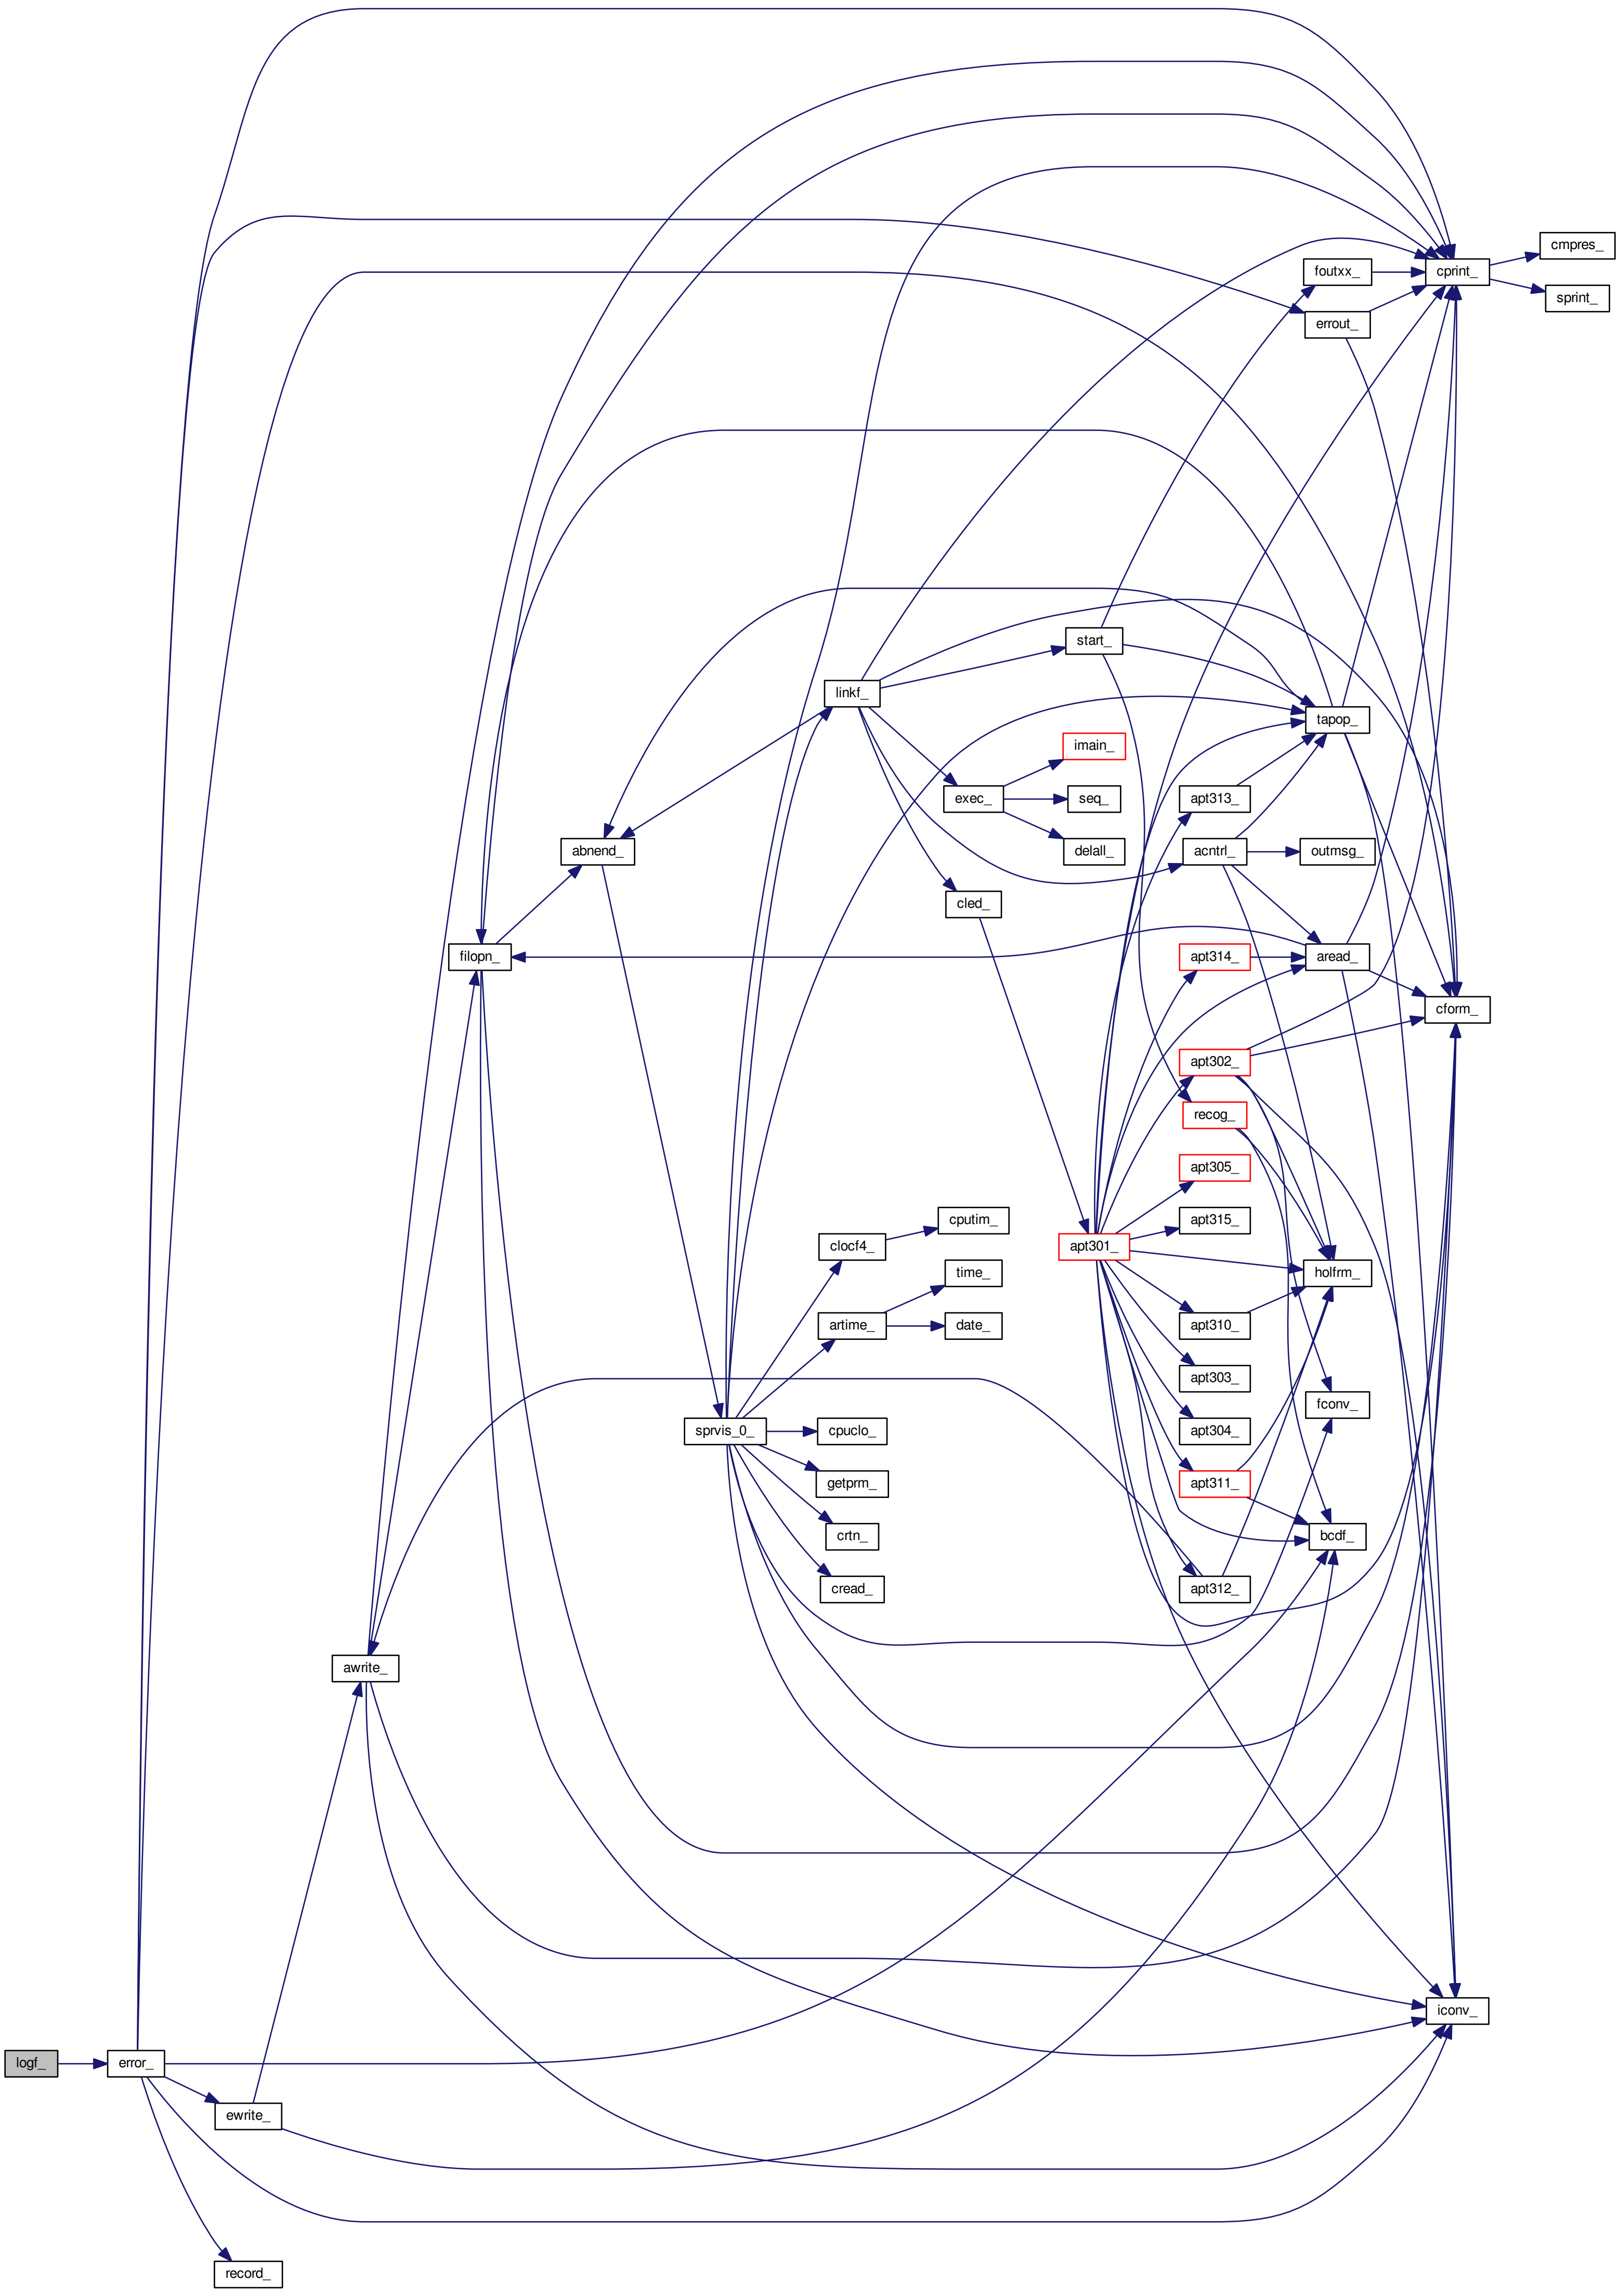 cmpres_
cprint_
foutxx_
sprint_
errout_
start_
linkf_
tapop_
imain_
exec_
seq_
apt313_
abnend_
delall_
acntrl_
outmsg_
cled_
filopn_
apt314_
aread_
cform_
apt302_
recog_
apt305_
cputim_
apt315_
clocf4_
apt301_
time_
holfrm_
artime_
date_
apt310_
apt303_
fconv_
sprvis_0_
cpuclo_
apt304_
getprm_
apt311_
crtn_
bcdf_
cread_
apt312_
awrite_
iconv_
logf_
error_
ewrite_
record_